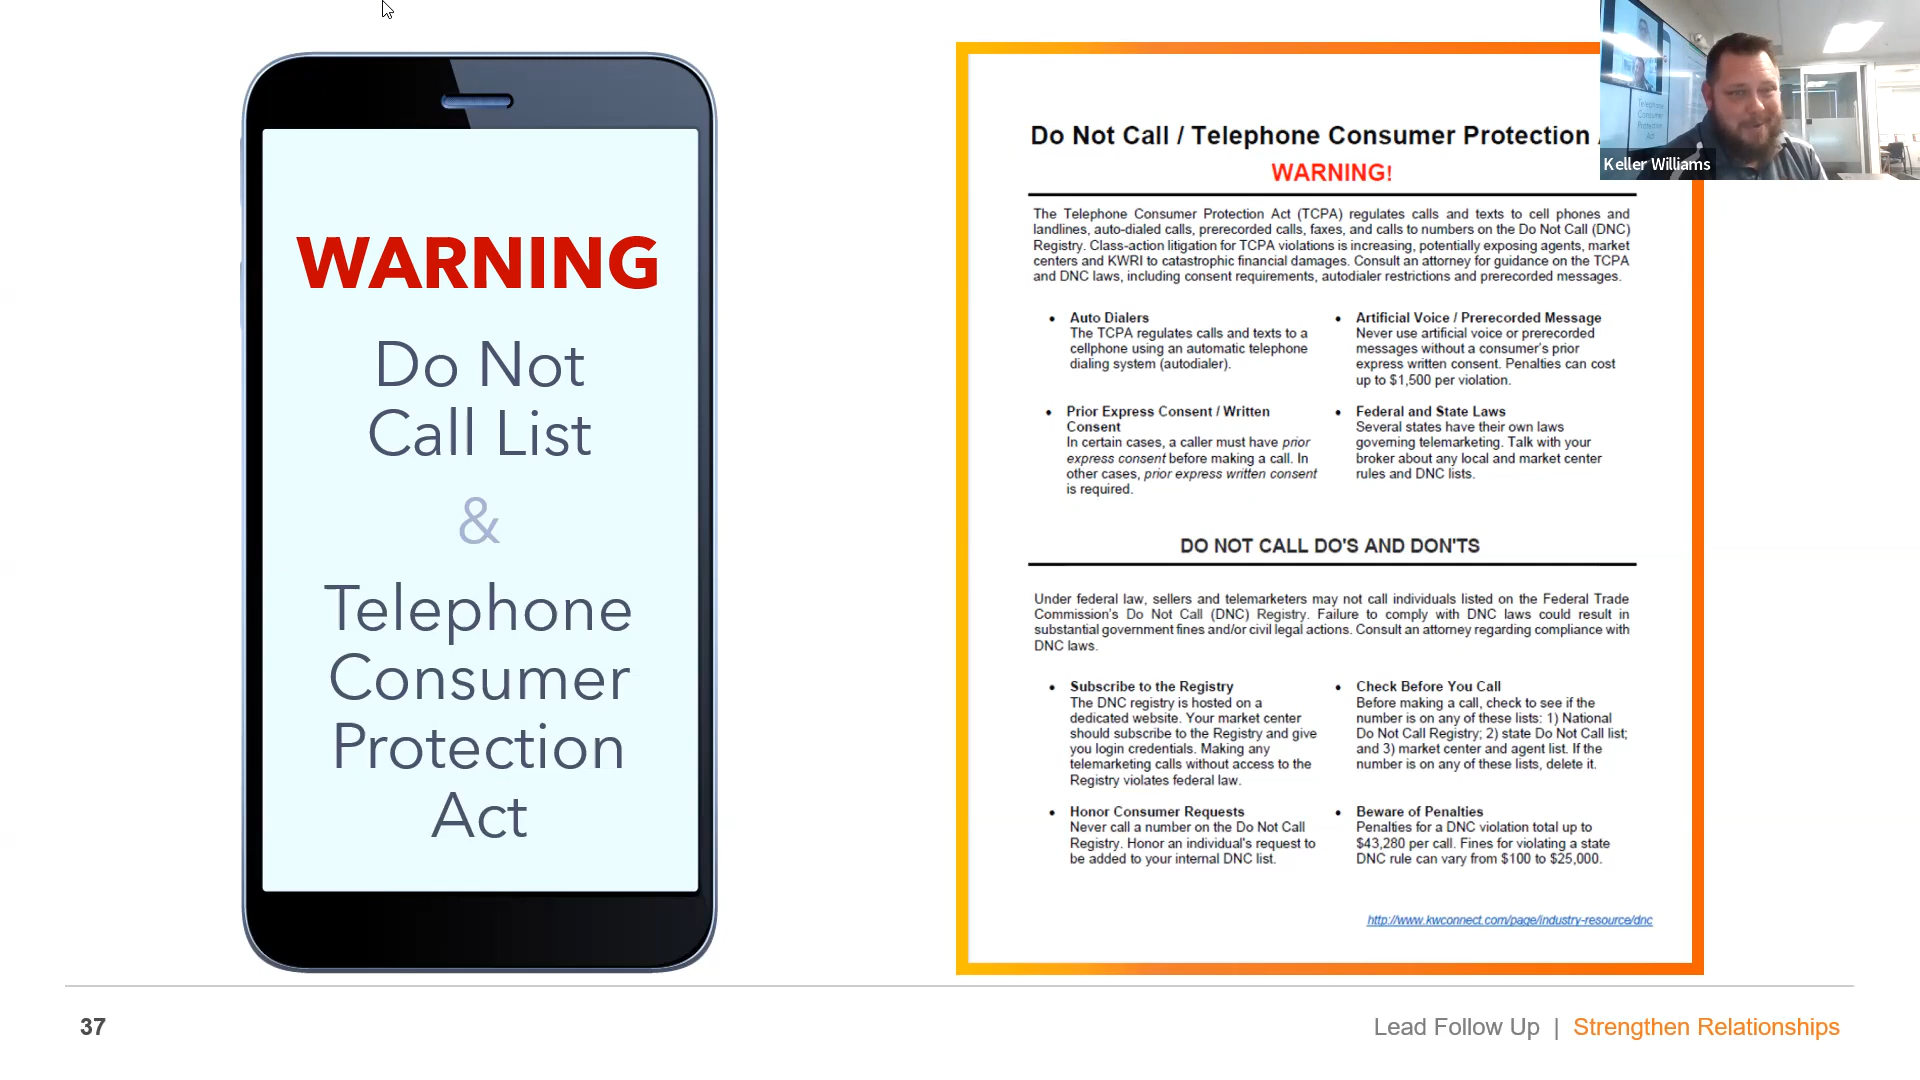 WARNING
Do Not
Call List
&
Telephone
Consumer
Protection
Act
Do Not Call / Telephone Consumer Protection
WARNING!
The Telephone Consumer Protection Act (TCPA) regulates calls and texts to cell phones and
landlines, auto-dialed calls, prerecorded calls, faxes, and calls to numbers on the Do Not Call (DNC)
Registry. Class-action litigation for TCPA violations is increasing, potentially exposing agents, market
centers and KWRI to catastrophic financial damages. Consult an attorney for guidance on the TCPA
and DNC laws, including consent requirements, autodialer restrictions and prerecorded messages.
• Auto Dialers
The TCPA regulates calls and texts to a
cellphone using an automatic telephone
dialing system (autodialer).
• Artificial Voice / Prerecorded Message
Never use artificial voice or prerecorded
messages without a consumer's prior
express written consent. Penalties can cost
up to $1,500 per violation.
• Prior Express Consent / Written
Consent
In certain cases, a caller must have prior
express consent before making a call. In
other cases, prior express written consent
is required.
• Federal and State Laws
Several states have their own laws
governing telemarketing. Talk with your
broker about any local and market center
rules and DNC lists.
DO NOT CALL DO'S AND DON'TS
Under federal law, sellers and telemarketers may not call individuals listed on the Federal Trade
Commission's Do Not Call (DNC) Registry. Failure to comply with DNC laws could result in
substantial government fines and/or civil legal actions. Consult an attorney regarding compliance with
DNC laws.
• Subscribe to the Registry
The DNC registry is hosted on a
dedicated website. Your market center
should subscribe to the Registry and give
you login credentials. Making any
telemarketing calls without access to the
Registry violates federal law.
• Check Before You Call
Before making a call, check to see if the
number is on any of these lists: 1) National
Do Not Call Registry; 2) state Do Not Call list;
and 3) market center and agent list. If the
number is on any of these lists, delete it.
• Honor Consumer Requests
Never call a number on the Do Not Call
Registry. Honor an individual's request to
be added to your internal DNC list.
• Beware of Penalties
Penalties for a DNC violation total up to
$43,280 per call. Fines for violating a state
DNC rule can vary from $100 to $25,000.
http://www.kwconnect.com/page/industry-resource/dnc
Telephone
Consumer
Protection
Act
Keller Williams
37
Lead Follow Up | Strengthen Relationships